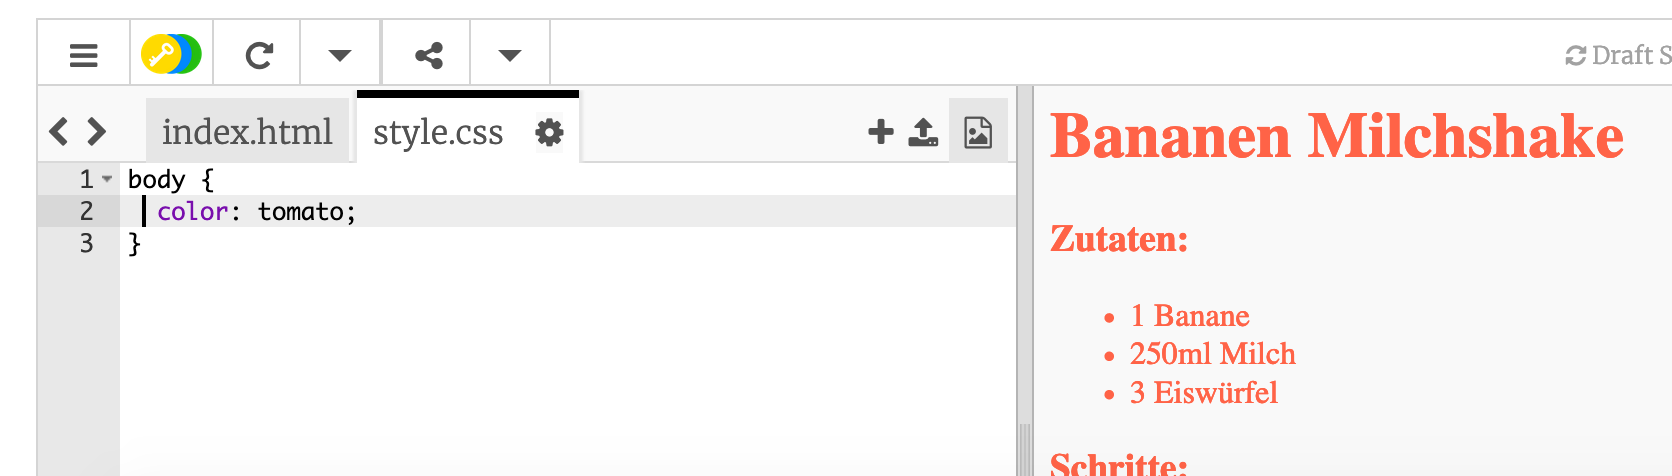 Draft S
index.html
style.css
1 body {
2 color: tomato;
3 }
Bananen Milchshake
Zutaten:
1 Banane
250ml Milch
3 Eiswürfel
Schritte: